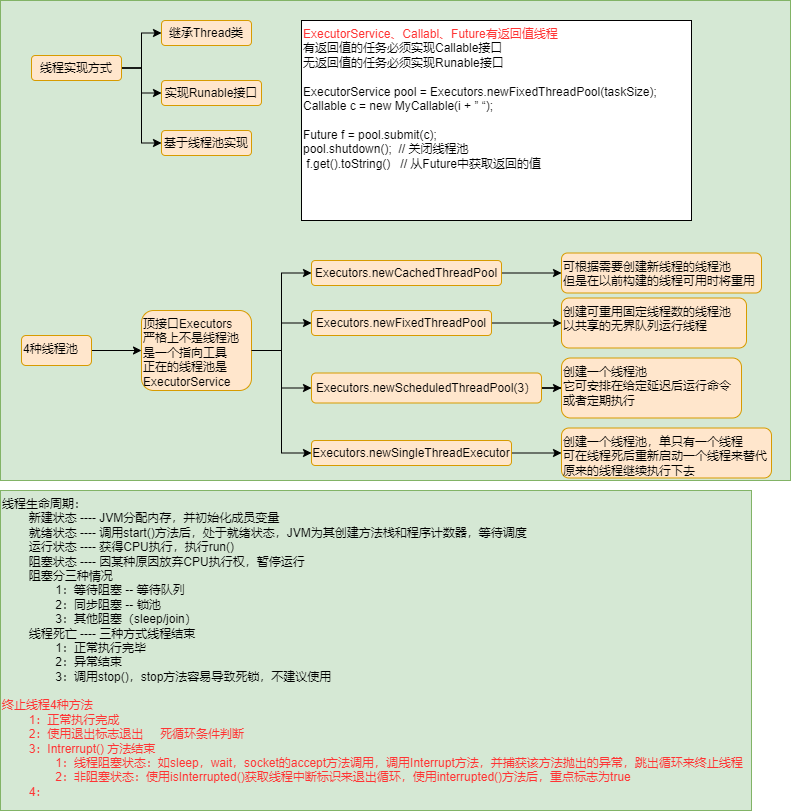 线程实现方式
继承Thread类
实现Runable接口
基于线程池实现
ExecutorService、Callabl、Future有返回值线程
有返回值的任务必须实现Callable接口
无返回值的任务必须实现Runable接口
ExecutorService pool = Executors.newFixedThreadPool(taskSize);
Callable c = new MyCallable(i + ” “);
Future f = pool.submit(c);
pool.shutdown();  // 关闭线程池
f.get().toString()   // 从Future中获取返回的值
4种线程池
顶接口Executors
严格上不是线程池
是一个指向工具
正在的线程池是
ExecutorService
Executors.newCachedThreadPool
可根据需要创建新线程的线程池
但是在以前构建的线程可用时将重用
Executors.newFixedThreadPool
创建可重用固定线程数的线程池
以共享的无界队列运行线程
Executors.newScheduledThreadPool(3）
创建一个线程池
它可安排在给定延迟后运行命令
或者定期执行
Executors.newSingleThreadExecutor
创建一个线程池，单只有一个线程
可在线程死后重新启动一个线程来替代
原来的线程继续执行下去
线程生命周期：
新建状态 ---- JVM分配内存，并初始化成员变量
就绪状态 ---- 调用start()方法后，处于就绪状态，JVM为其创建方法栈和程序计数器，等待调度
运行状态 ---- 获得CPU执行，执行run()
阻塞状态 ---- 因某种原因放弃CPU执行权，暂停运行
阻塞分三种情况
1：等待阻塞 -- 等待队列
2：同步阻塞 -- 锁池
3：其他阻塞（sleep/join）
线程死亡 ---- 三种方式线程结束
1：正常执行完毕
2：异常结束
3：调用stop()，stop方法容易导致死锁，不建议使用
终止线程4种方法
1：正常执行完成
2：使用退出标志退出     死循环条件判断
3：Intrerrupt() 方法结束
1：线程阻塞状态：如sleep，wait，socket的accept方法调用，调用Interrupt方法，并捕获该方法抛出的异常，跳出循环来终止线程
2：非阻塞状态：使用isInterrupted()获取线程中断标识来退出循环，使用interrupted()方法后，重点标志为true
4：